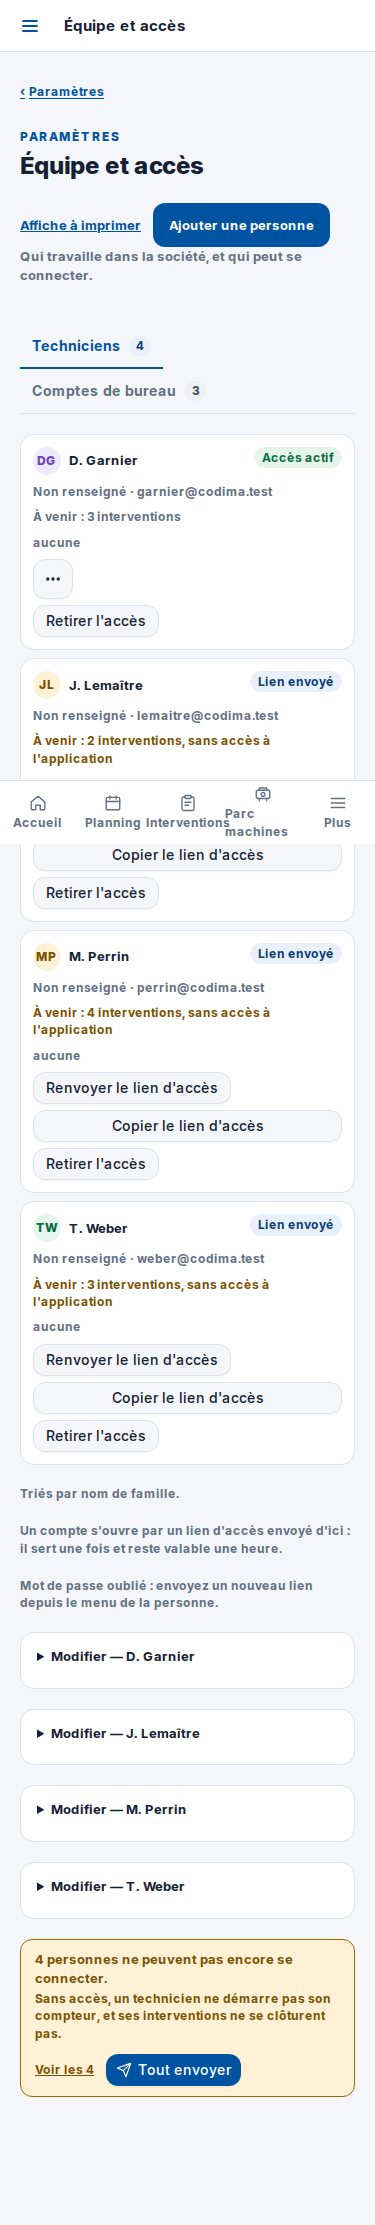 Équipe et accès
‹ Paramètres
PARAMÈTRES
Équipe et accès
Affiche à imprimer
Ajouter une personne
Qui travaille dans la société, et qui peut se
connecter.
Techniciens 4
Comptes de bureau 3
DG D. Garnier Accès actif
Non renseigné · garnier@codima.test
À venir : 3 interventions
aucune
•••
Retirer l'accès
JL J. Lemaître Lien envoyé
Non renseigné · lemaitre@codima.test
À venir : 2 interventions, sans accès à
l'application
Accueil
Planning
Interventions
Parc
machines
Plus
Copier le lien d'accès
Retirer l'accès
MP M. Perrin Lien envoyé
Non renseigné · perrin@codima.test
À venir : 4 interventions, sans accès à
l'application
aucune
Renvoyer le lien d'accès
Copier le lien d'accès
Retirer l'accès
TW T. Weber Lien envoyé
Non renseigné · weber@codima.test
À venir : 3 interventions, sans accès à
l'application
aucune
Renvoyer le lien d'accès
Copier le lien d'accès
Retirer l'accès
Triés par nom de famille.
Un compte s'ouvre par un lien d'accès envoyé d'ici :
il sert une fois et reste valable une heure.
Mot de passe oublié : envoyez un nouveau lien
depuis le menu de la personne.
Modifier — D. Garnier
Modifier — J. Lemaître
Modifier — M. Perrin
Modifier — T. Weber
4 personnes ne peuvent pas encore se
connecter.
Sans accès, un technicien ne démarre pas son
compteur, et ses interventions ne se clôturent
pas.
Voir les 4
Tout envoyer